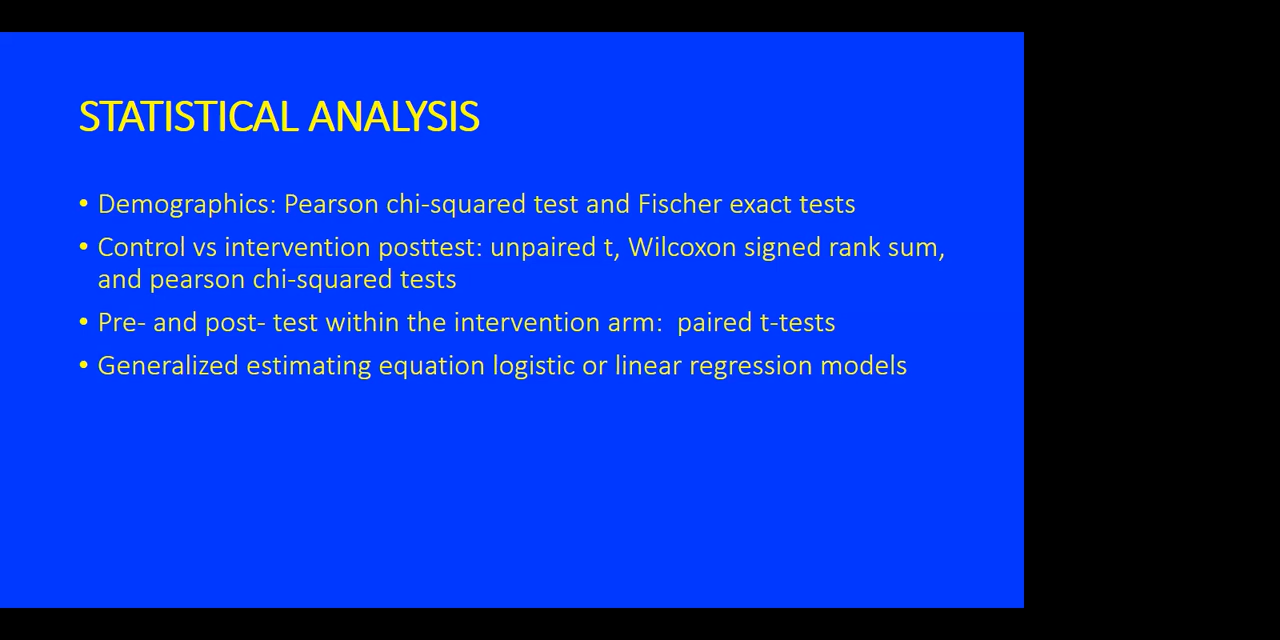 STATISTICAL ANALYSIS
• Demographics: Pearson chi-squared test and Fischer exact tests
• Control vs intervention posttest: unpaired t, Wilcoxon signed rank sum,
and pearson chi-squared tests
• Pre- and post- test within the intervention arm:  paired t-tests
• Generalized estimating equation logistic or linear regression models